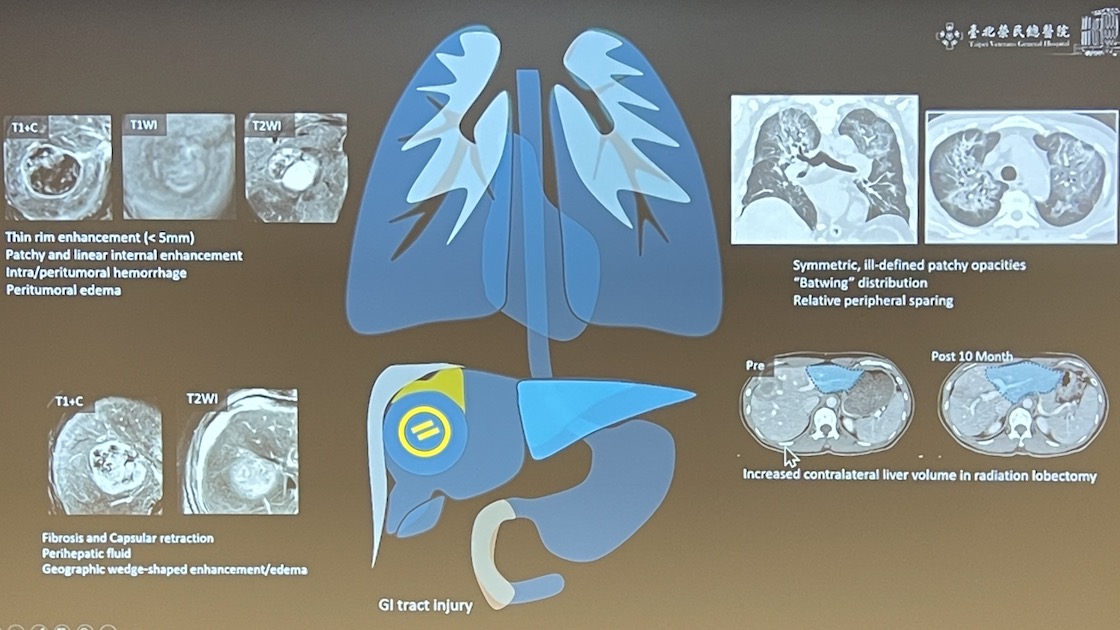 臺北榮民總醫院
Taipei Veterans General Hospital
T1+C
T1WI
T2WI
Thin rim enhancement (< 5mm)
Patchy and linear internal enhancement
Intra/peritumoral hemorrhage
Peritumoral edema
Symmetric, ill-defined patchy opacities
“Batwing” distribution
Relative peripheral sparing
T1+C
T2WI
Fibrosis and Capsular retraction
Perihepatic fluid
Geographic wedge-shaped enhancement/edema
Pre
Post 10 Month
Increased contralateral liver volume in radiation lobectomy
GI tract injury